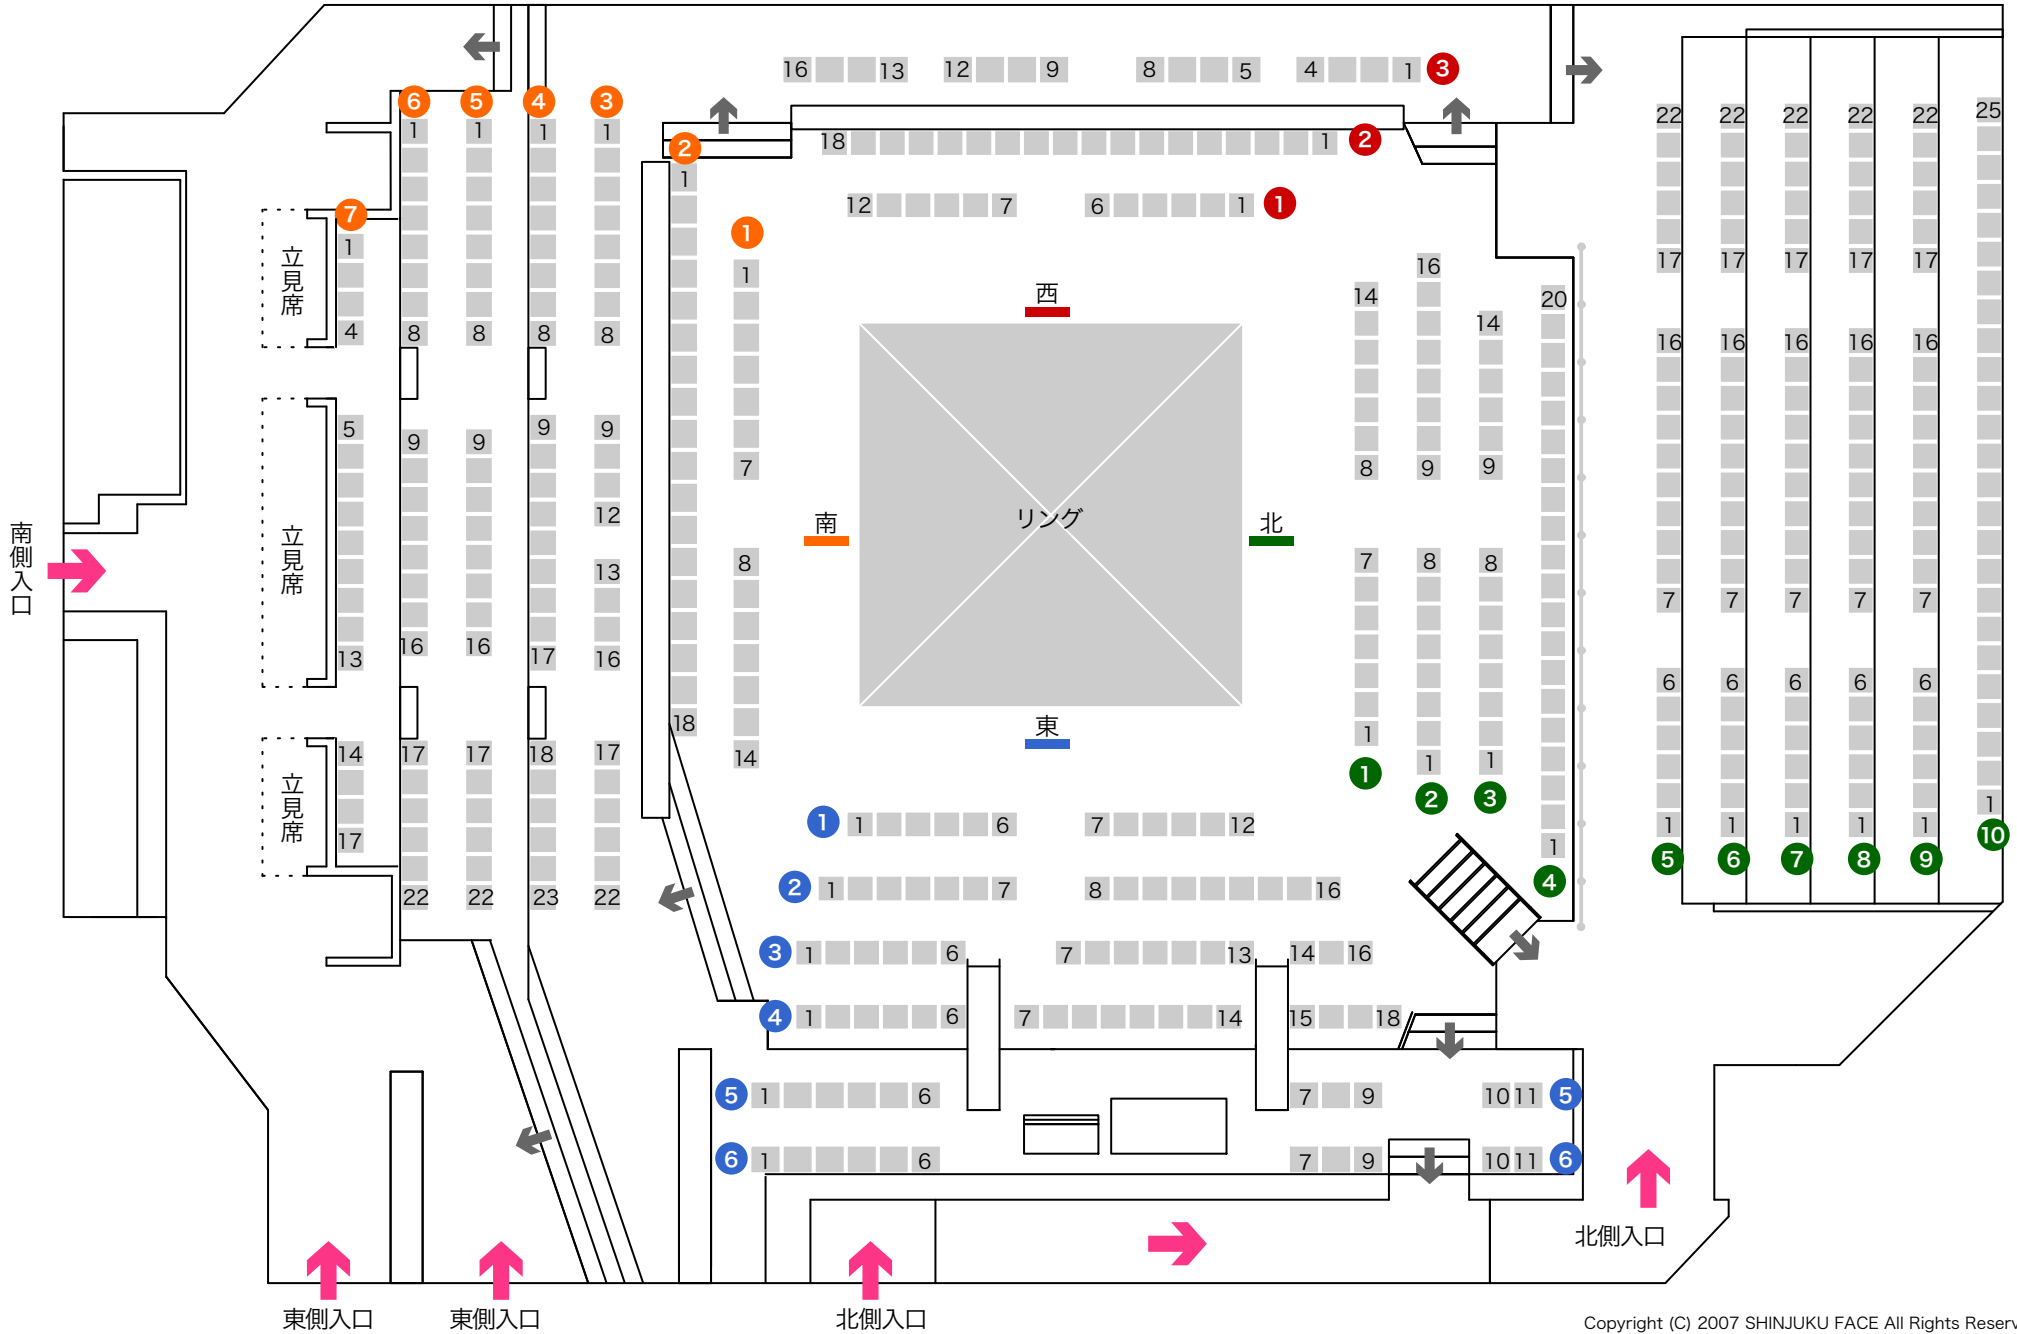 16 13 12 9 8 5 4 1 3
6 5 4 3
1 1 1 1
22 22 22 22 22 25
2
18 1 2
1
7
12 7 6 1 1
1
1
立見席
1
西
16
14
20
14
17 17 17 17 17
4 8 8 8 8
16 16 16 16 16
5 9 9 9 9
7
8 9 9
12
南
リング
北
南側入口
立見席
13
8
7 8 8
7 7 7 7 7
13 16 16 17 16
6 6 6 6 6
18
東
14 17 17 18 17
14
1 1 1
立見席
1 2 3
17
1
1 1 6 7 12
1
1 1 1 1 1
10
5 6 7 8 9
4
22 22 23 22
2 1 7 8 16
3 1 6 7 13 14 16
4 1 6 7 14 15 18
5 1 6 7 9 10 11 5
6 1 6 7 9 10 11 6
北側入口
東側入口
東側入口
北側入口
Copyright (C) 2007 SHINJUKU FACE All Rights Reserv